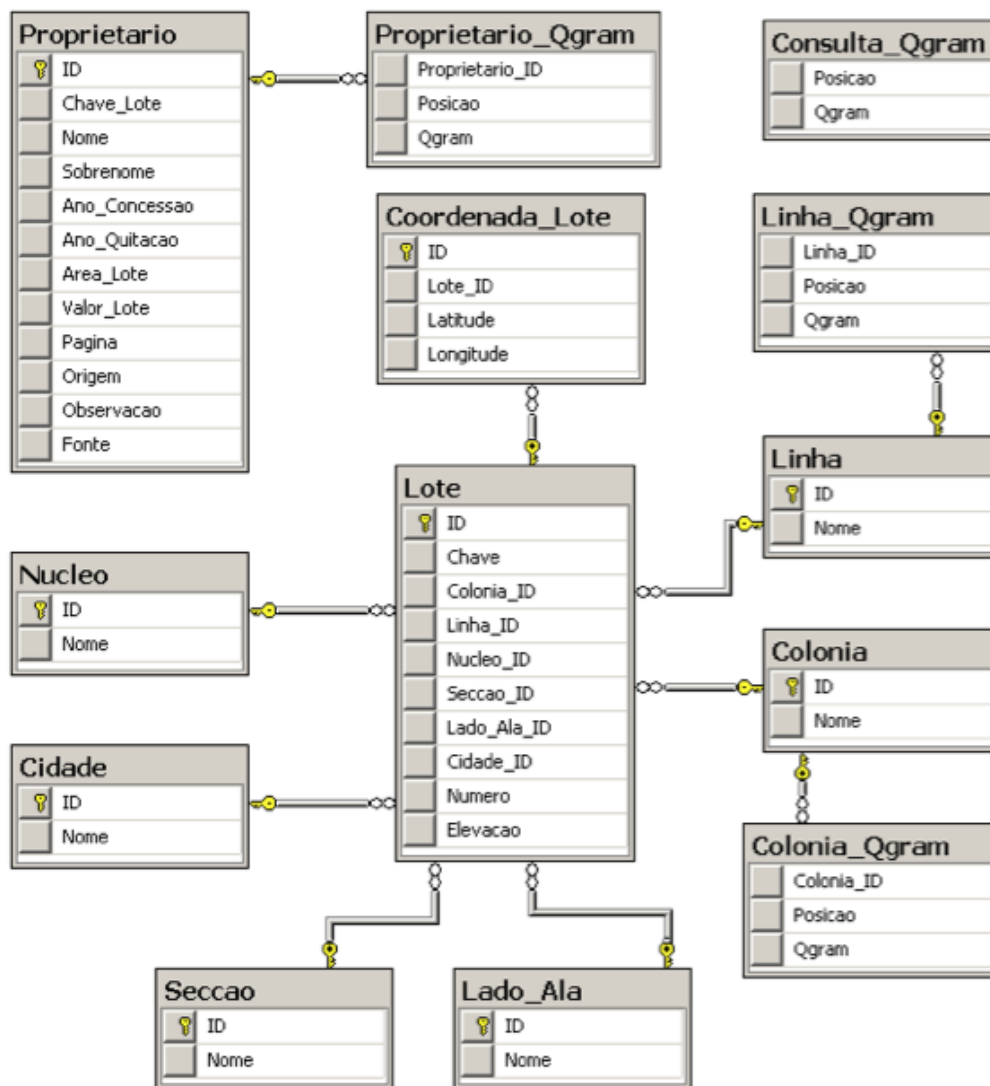 Proprietario
ID
Chave_Lote
Nome
Sobrenome
Ano_Concessao
Ano_Quitacao
Area_Lote
Valor_Lote
Pagina
Origem
Observacao
Fonte
Proprietario_Qgram
Proprietario_ID
Posicao
Qgram
Consulta_Qgram
Posicao
Qgram
Coordenada_Lote
ID
Lote_ID
Latitude
Longitude
Linha_Qgram
Linha_ID
Posicao
Qgram
Lote
ID
Chave
Colonia_ID
Linha_ID
Nucleo_ID
Seccao_ID
Lado_Ala_ID
Cidade_ID
Numero
Elevacao
Linha
ID
Nome
Nucleo
ID
Nome
Colonia
ID
Nome
Cidade
ID
Nome
Colonia_Qgram
Colonia_ID
Posicao
Qgram
Seccao
ID
Nome
Lado_Ala
ID
Nome